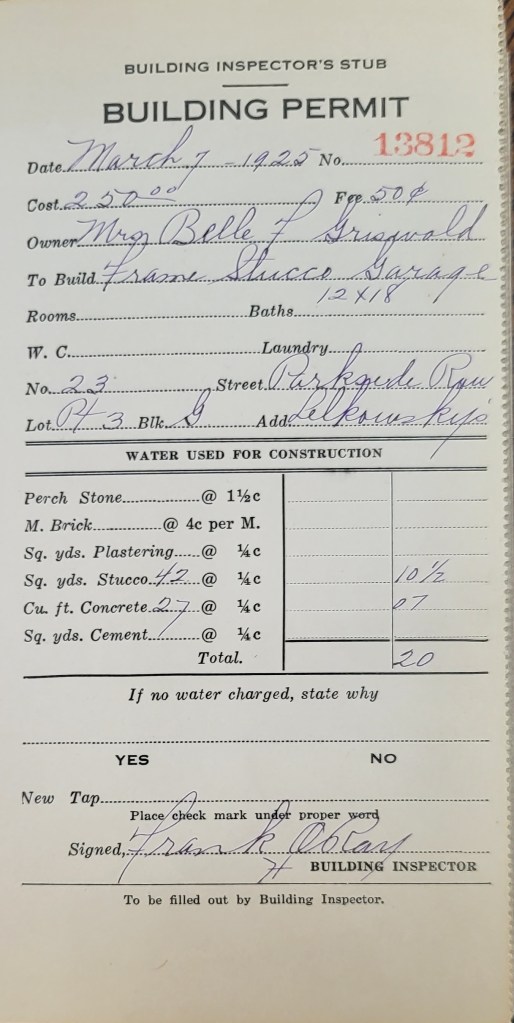 BUILDING INSPECTOR'S STUB
BUILDING PERMIT
Date March 7 - 1925 No. 13812
Cost 250.00 Fee 50¢
Owner Mrs Belle F Griswold
To Build Frame Stucco Garage
12 x 18
Rooms Baths
W. C. Laundry
No. 23 Street Parkside Row
Lot Pt 3 Blk. G Add
WATER USED FOR CONSTRUCTION
Perch Stone @ 1½c
M. Brick @ 4c per M.
Sq. yds. Plastering @ ¼c
Sq. yds. Stucco 42 @ ¼c 10 ½
Cu. ft. Concrete 27 @ ¼c 07
Sq. yds. Cement @ ¼c
Total. 20
If no water charged, state why
YES NO
New Tap
Place check mark under proper word
Signed, Frank
BUILDING INSPECTOR
To be filled out by Building Inspector.